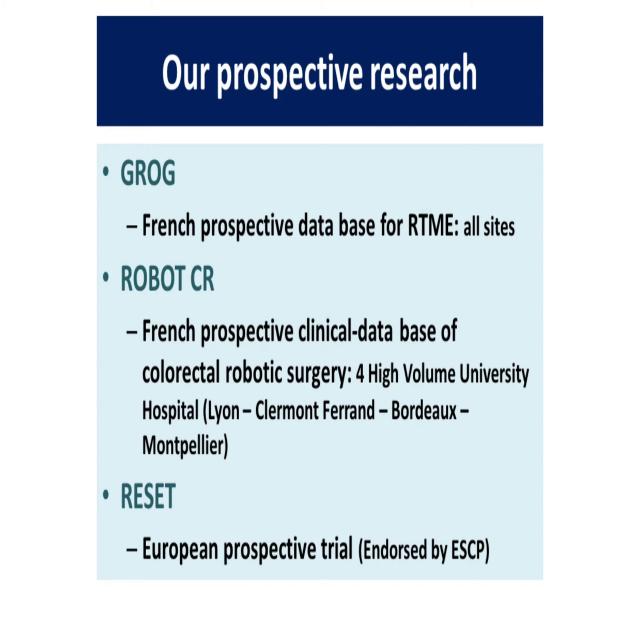 Our prospective research
• GROG
– French prospective data base for RTME: all sites
• ROBOT CR
– French prospective clinical-data base of
colorectal robotic surgery: 4 High Volume University
Hospital (Lyon – Clermont Ferrand – Bordeaux –
Montpellier)
• RESET
– European prospective trial (Endorsed by ESCP)